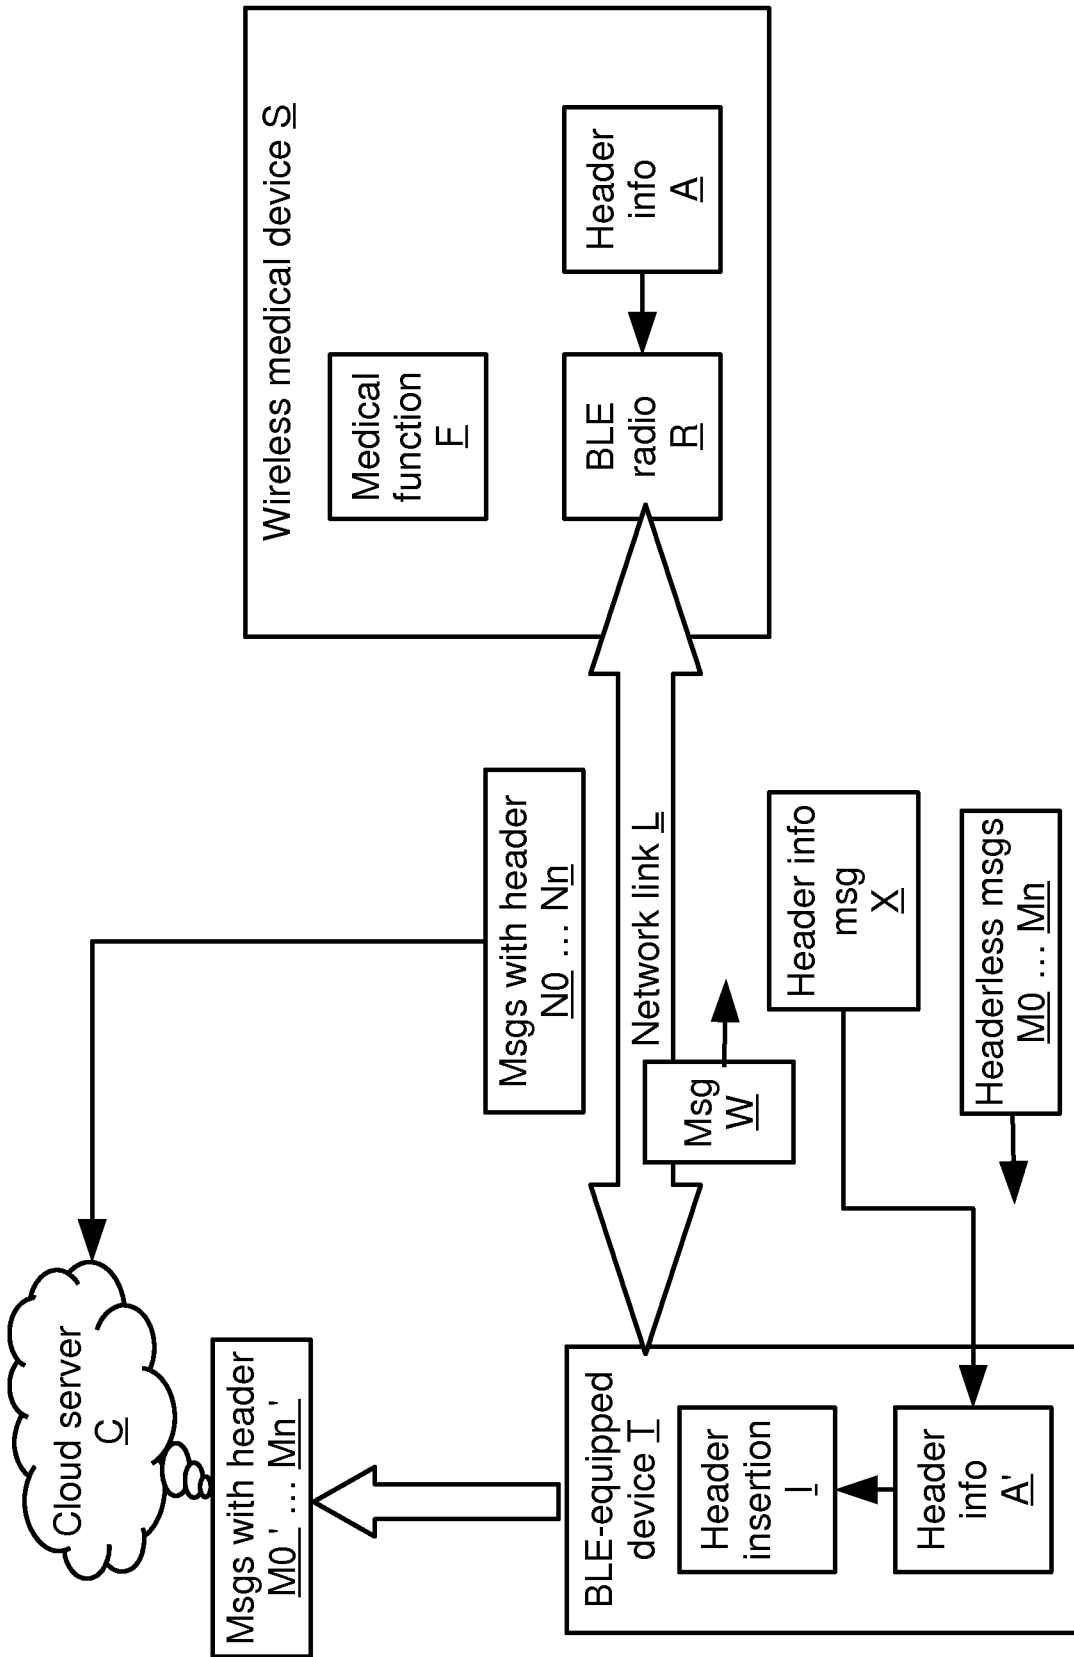 Cloud server
C
Msgs with header
M0' ... Mn'
BLE-equipped
device T
Header
insertion
I
Header
info
A'
Msgs with header
N0 ... Nn
Network link L
Msg
W
Header info
msg
X
Headerless msgs
M0 ... Mn
Wireless medical device S
Medical
function
F
BLE
radio
R
Header
info
A